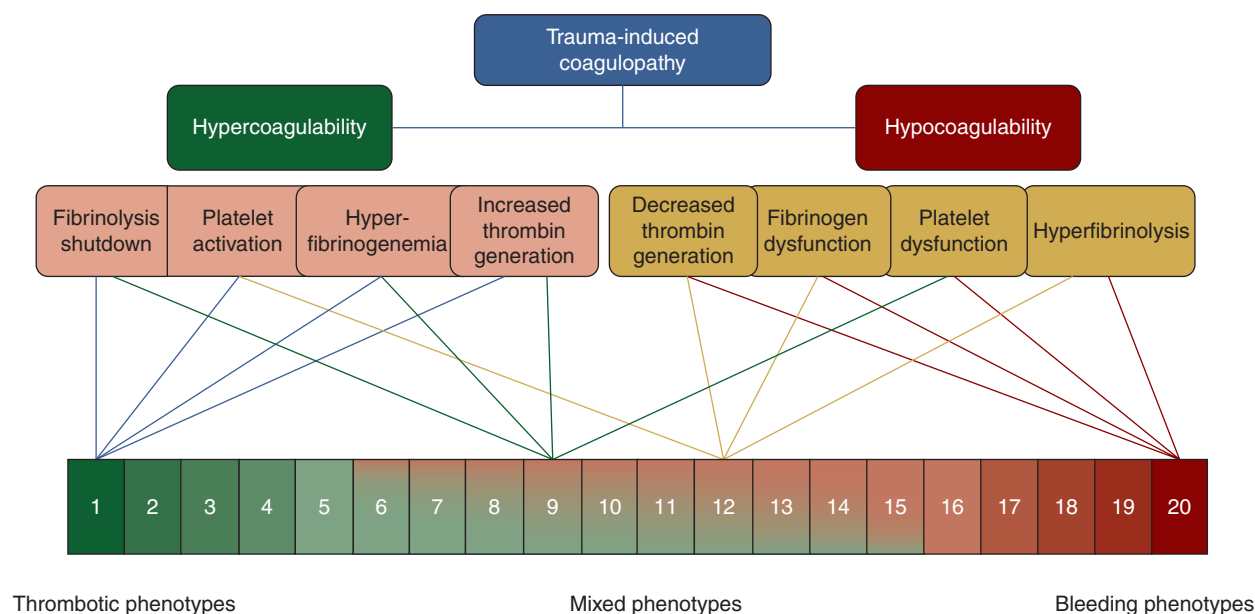 Trauma-induced
coagulopathy
Hypercoagulability
Hypocoagulability
Fibrinolysis
shutdown
Platelet
activation
Hyper-
fibrinogenemia
Increased
thrombin
generation
Decreased
thrombin
generation
Fibrinogen
dysfunction
Platelet
dysfunction
Hyperfibrinolysis
1 2 3 4 5 6 7 8 9 10 11 12 13 14 15 16 17 18 19 20
Thrombotic phenotypes
Mixed phenotypes
Bleeding phenotypes